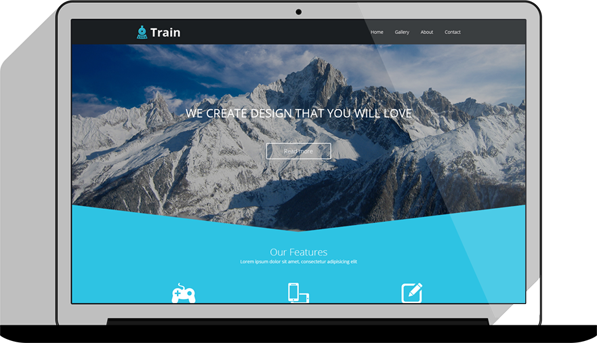 Train
Home Gallery About Contact
WE CREATE DESIGN THAT YOU WILL LOVE
Read more
Our Features
Lorem ipsum dolor sit amet, consectetur adipiscing elit